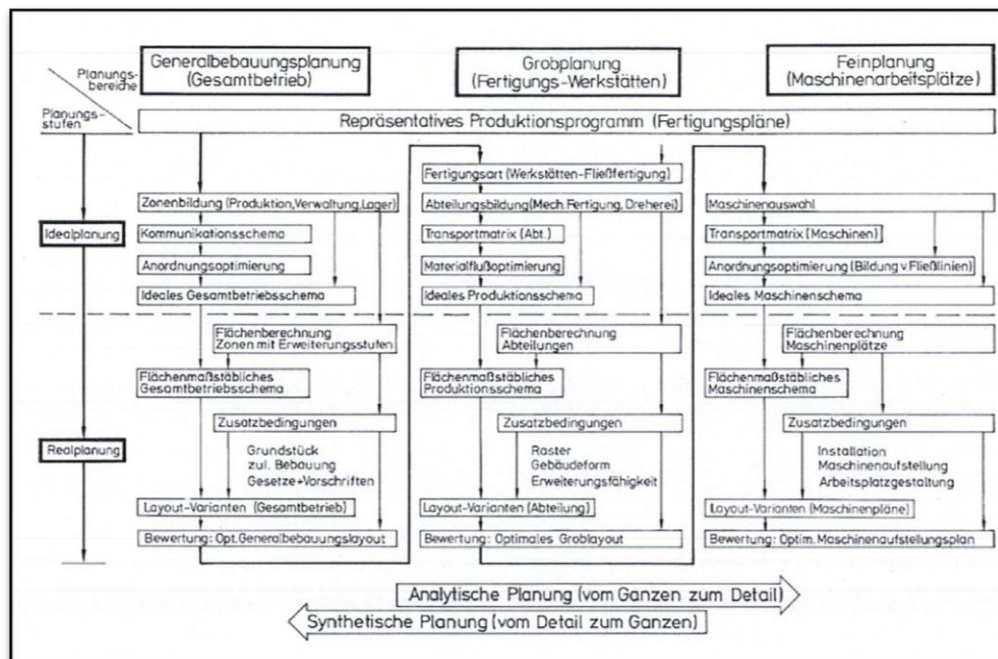 Planungs-
bereiche
Planungs-
stufen
Generalbebauungsplanung
(Gesamtbetrieb)
Grobplanung
(Fertigungs-Werkstätten)
Feinplanung
(Maschinenarbeitsplätze)
Repräsentatives Produktionsprogramm (Fertigungspläne)
Idealplanung
Realplanung
Zonenbildung (Produktion,Verwaltung,Lager)
Kommunikationsschema
Anordnungsoptimierung
Ideales Gesamtbetriebsschema
Flächenberechnung
Zonen mit Erweiterungsstufen
Flächenmaßstäbliches
Gesamtbetriebsschema
Zusatzbedingungen
Grundstück
zul. Bebauung
Gesetze+Vorschriften
Layout-Varianten (Gesamtbetrieb)
Bewertung: Opt.Generalbebauungslayout
Fertigungsart (Werkstätten-Fließfertigung)
Abteilungsbildung(Mech.Fertigung,Dreherei)
Transportmatrix (Abt.)
Materialflußoptimierung
Ideales Produktionsschema
Flächenberechnung
Abteilungen
Flächenmaßstäbliches
Produktionsschema
Zusatzbedingungen
Raster
Gebäudeform
Erweiterungsfähigkeit
Layout-Varianten (Abteilung)
Bewertung: Optimales Groblayout
Maschinenauswahl
Transportmatrix (Maschinen)
Anordnungsoptimierung (Bildung v.Fließlinien)
Ideales Maschinenschema
Flächenberechnung
Maschinenplätze
Flächenmaßstäbliches
Maschinenschema
Zusatzbedingungen
Installation
Maschinenaufstellung
Arbeitsplatzgestaltung
Layout-Varianten (Maschinenpläne)
Bewertung: Optim.Maschinenaufstellungsplan
Analytische Planung (vom Ganzen zum Detail)
Synthetische Planung (vom Detail zum Ganzen)